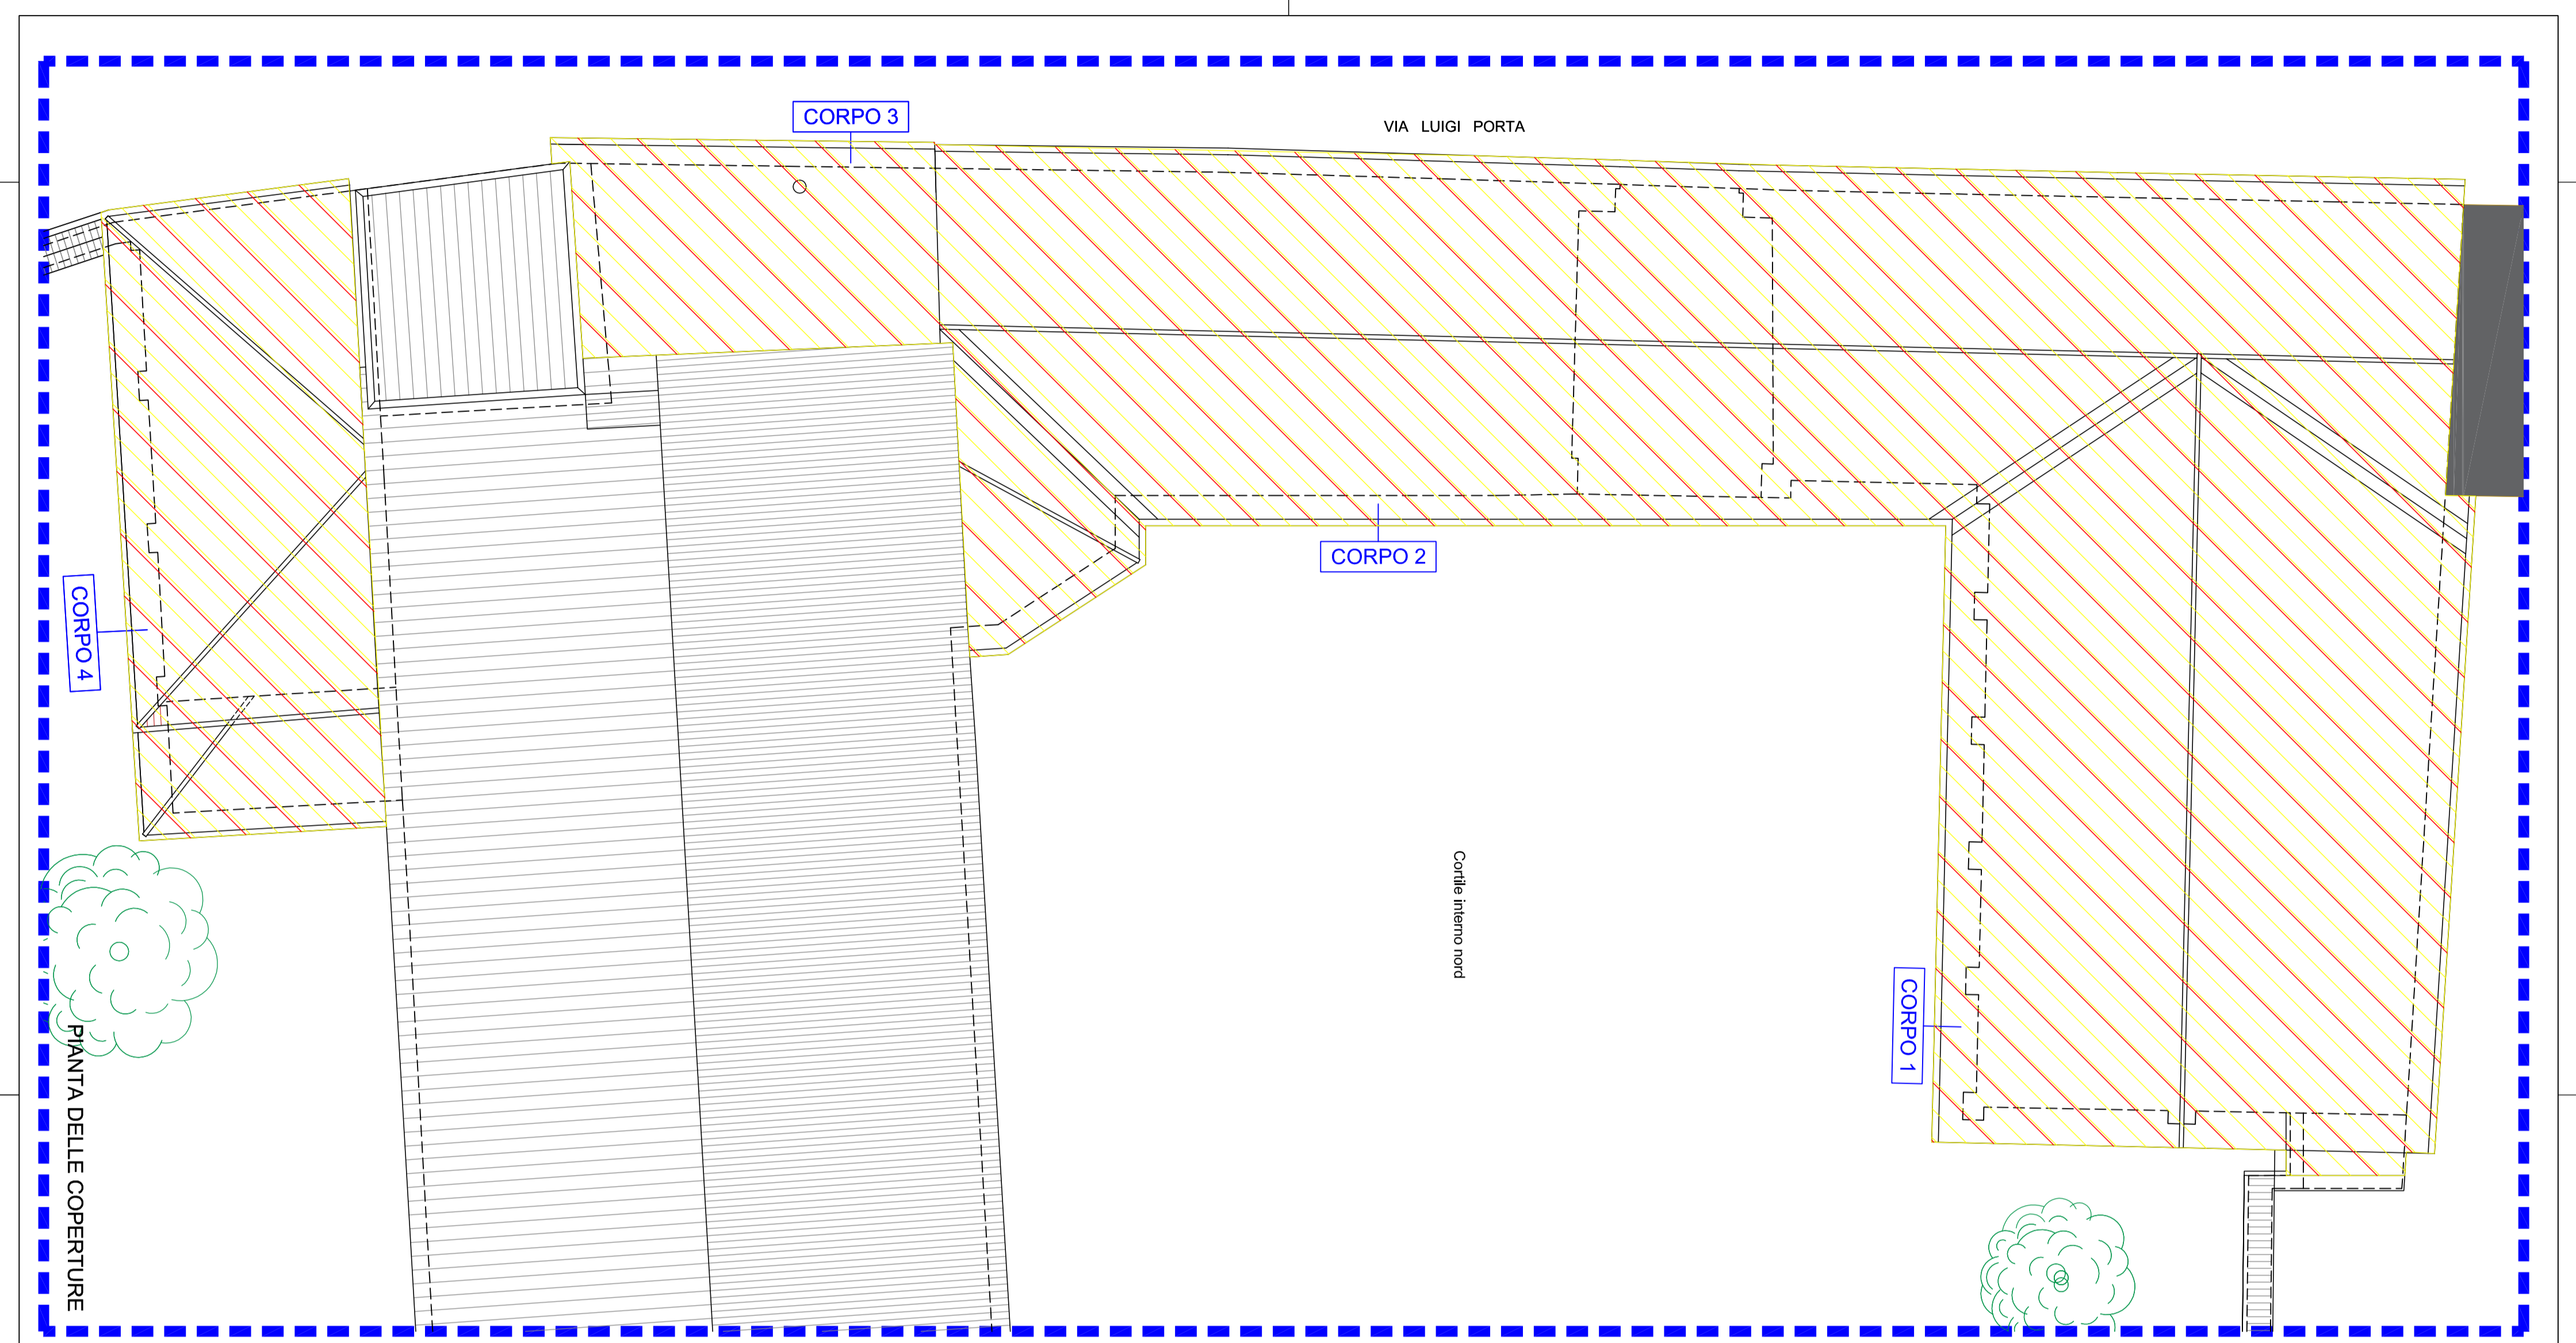 CORPO 3
VIA LUIGI PORTA
CORPO 2
CORPO 4
Cortile interno nord
CORPO 1
PIANTA DELLE COPERTURE